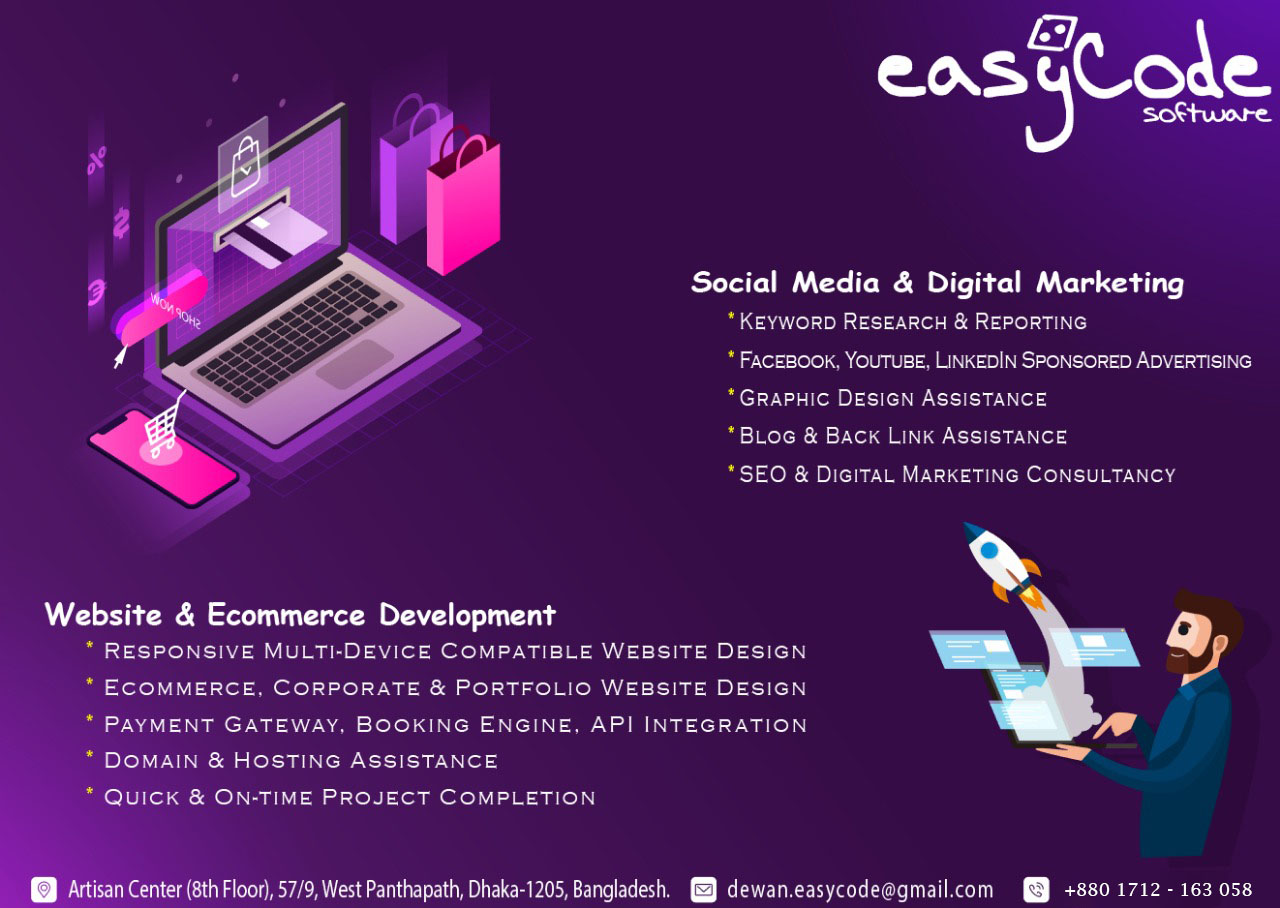 easyCode
software
SHOP NOW
Social Media & Digital Marketing
* Keyword Research & Reporting
* Facebook, Youtube, LinkedIn Sponsored Advertising
* Graphic Design Assistance
* Blog & Back Link Assistance
* SEO & Digital Marketing Consultancy
Website & Ecommerce Development
* Responsive Multi-Device Compatible Website Design
* Ecommerce, Corporate & Portfolio Website Design
* Payment Gateway, Booking Engine, API Integration
* Domain & Hosting Assistance
* Quick & On-time Project Completion
Artisan Center (8th Floor), 57/9, West Panthapath, Dhaka-1205, Bangladesh.
dewan.easycode@gmail.com
+880 1712 - 163 058